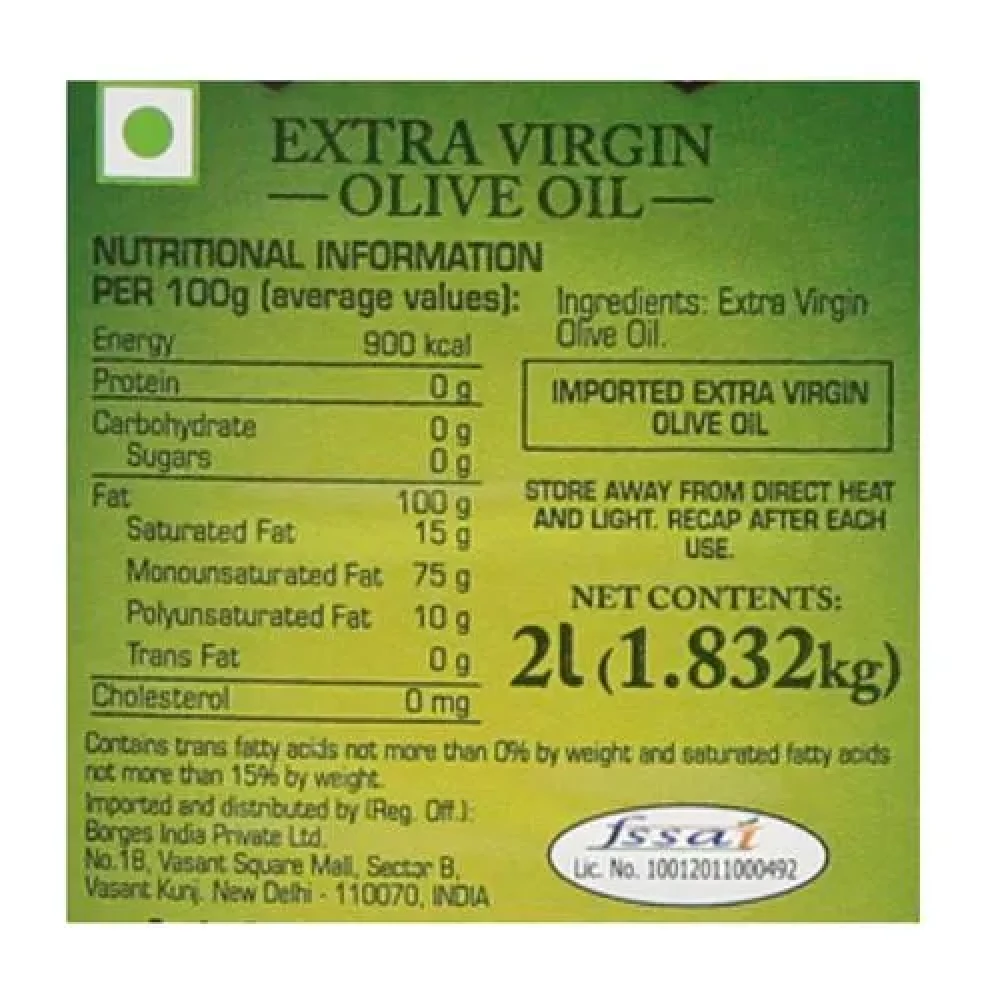 EXTRA VIRGIN
—OLIVE OIL—
NUTRITIONAL INFORMATION
PER 100g (average values):
Energy 900 kcal
Protein 0 g
Carbohydrate 0 g
Sugars 0 g
Fat 100 g
Saturated Fat 15 g
Monounsaturated Fat 75 g
Polyunsaturated Fat 10 g
Trans Fat 0 g
Cholesterol 0 mg
Ingredients: Extra Virgin
Olive Oil.
IMPORTED EXTRA VIRGIN
OLIVE OIL
STORE AWAY FROM DIRECT HEAT
AND LIGHT. RECAP AFTER EACH
USE.
NET CONTENTS:
2l (1.832kg)
Contains trans fatty acids not more than 0% by weight and saturated fatty acids
not more than 15% by weight.
Imported and distributed by (Reg. Off.):
Borges India Private Ltd.
No.18, Vasant Square Mall, Sector B,
Vasant Kunj. New Delhi - 110070, INDIA
fssai
Lic. No. 10012011000492